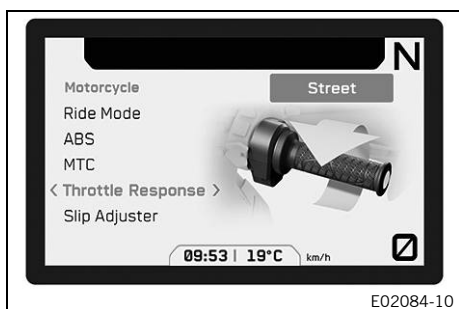 N
Motorcycle
Street
Ride Mode
ABS
MTC
< Throttle Response >
Slip Adjuster
09:53 | 19°C km/h
0
E02084-10